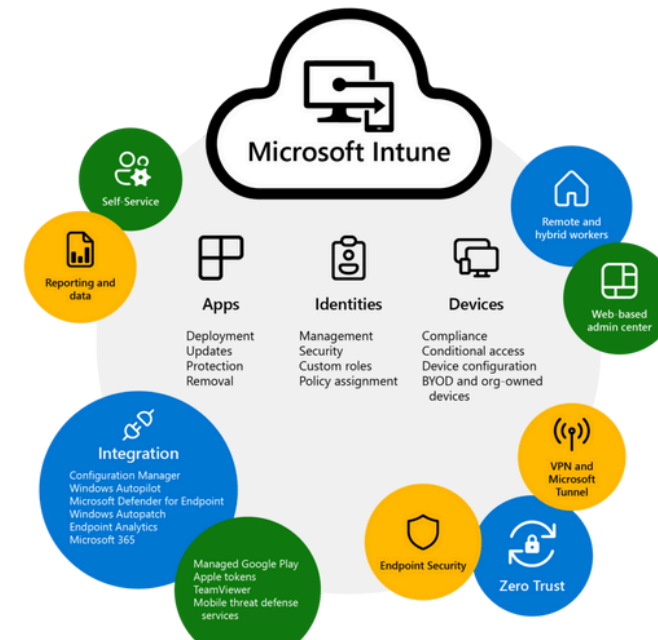 Microsoft Intune
Self-Service
Reporting and
data
Remote and
hybrid workers
Web-based
admin center
Apps
Deployment
Updates
Protection
Removal
Identities
Management
Security
Custom roles
Policy assignment
Devices
Compliance
Conditional access
Device configuration
BYOD and org-owned
devices
Integration
Configuration Manager
Windows Autopilot
Microsoft Defender for Endpoint
Windows Autopatch
Endpoint Analytics
Microsoft 365
Managed Google Play
Apple tokens
TeamViewer
Mobile threat defense
services
VPN and
Microsoft
Tunnel
Endpoint Security
Zero Trust